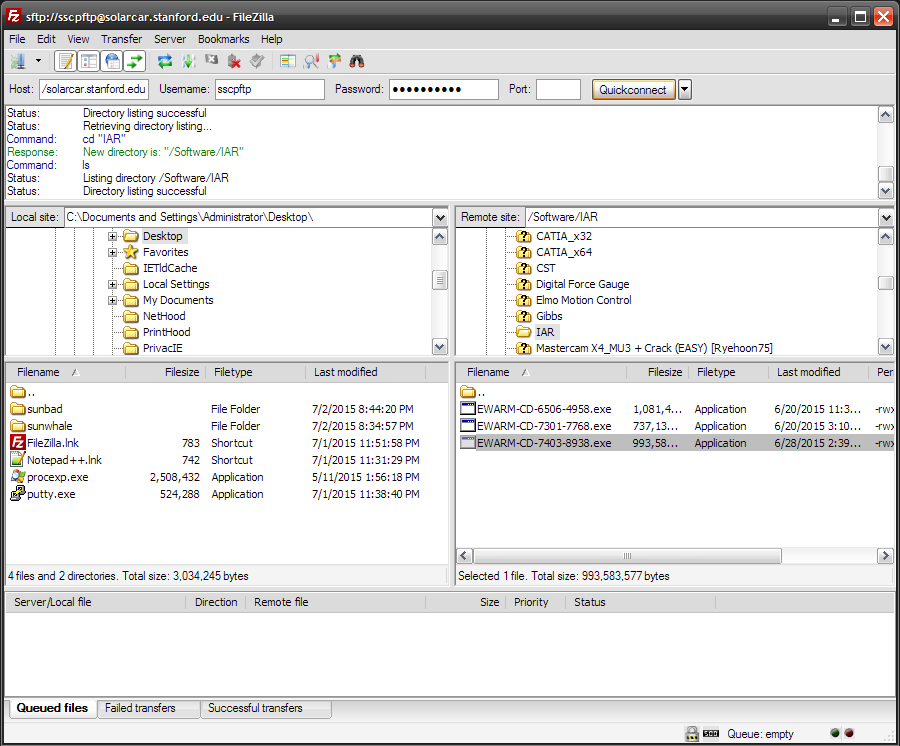 sftp://sscpftp@solarcar.stanford.edu - FileZilla
File Edit View Transfer Server Bookmarks Help
Host: /solarcar.stanford.edu Username: sscpftp Password: ●●●●●●●●●● Port: Quickconnect
Status: Directory listing successful
Status: Retrieving directory listing...
Command: cd "IAR"
Response: New directory is: "/Software/IAR"
Command: ls
Status: Listing directory /Software/IAR
Status: Directory listing successful
Local site: C:\Documents and Settings\Administrator\Desktop\
Desktop
Favorites
IETldCache
Local Settings
My Documents
NetHood
PrintHood
PrivacIE
Filename Filesize Filetype Last modified
..
sunbad File Folder 7/2/2015 8:44:20 PM
sunwhale File Folder 7/2/2015 8:34:57 PM
FileZilla.lnk 783 Shortcut 7/1/2015 11:51:58 PM
Notepad++.lnk 742 Shortcut 7/1/2015 11:31:29 PM
procexp.exe 2,508,432 Application 5/11/2015 1:56:18 PM
putty.exe 524,288 Application 7/1/2015 11:38:40 PM
4 files and 2 directories. Total size: 3,034,245 bytes
Remote site: /Software/IAR
CATIA_x32
CATIA_x64
CST
Digital Force Gauge
Elmo Motion Control
Gibbs
IAR
Mastercam X4_MU3 + Crack (EASY) [Ryehoon75]
Filename Filesize Filetype Last modified Per
..
EWARM-CD-6506-4958.exe 1,081,4... Application 6/20/2015 11:3... -rwx
EWARM-CD-7301-7768.exe 737,13... Application 6/20/2015 3:10... -rwx
EWARM-CD-7403-8938.exe 993,58... Application 6/28/2015 2:39... -rwx
Selected 1 file. Total size: 993,583,577 bytes
Server/Local file Direction Remote file Size Priority Status
Queued files Failed transfers Successful transfers
Queue: empty